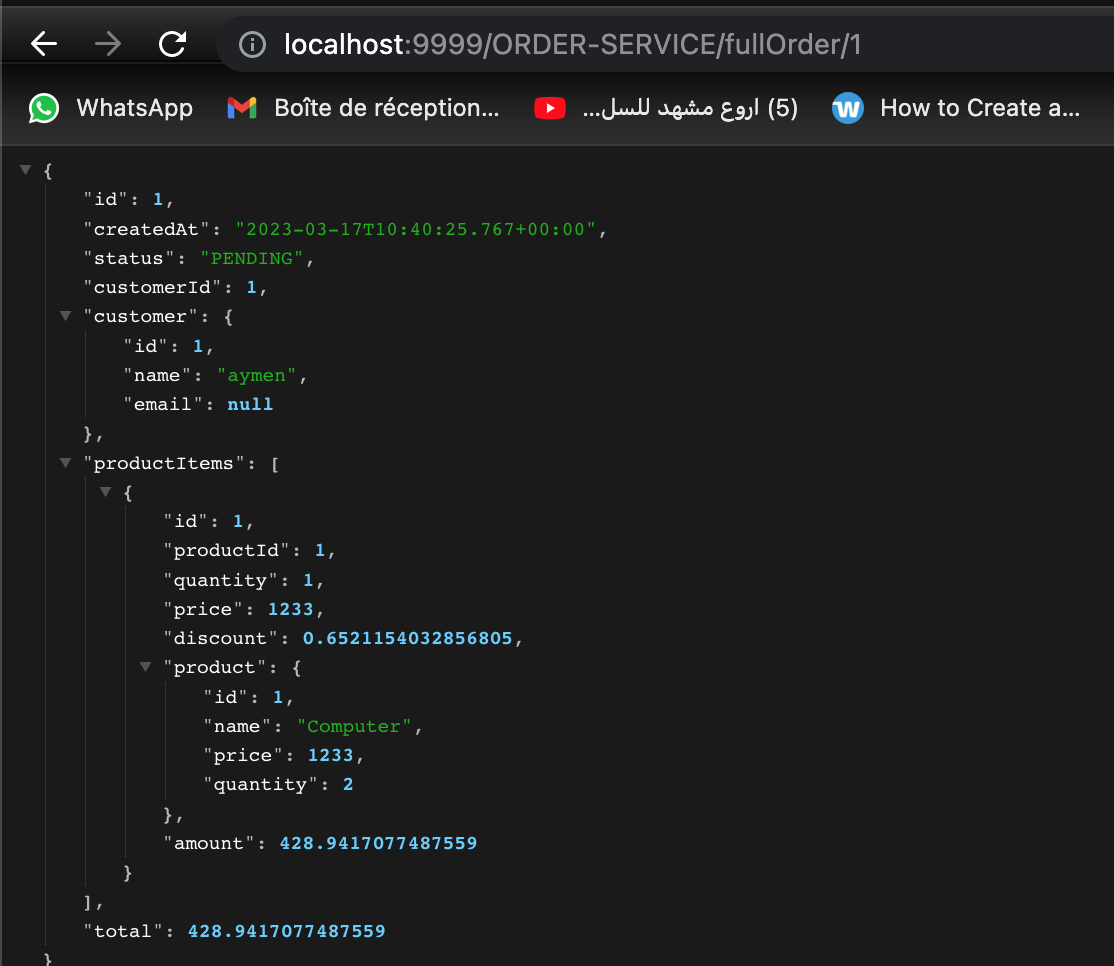 localhost:9999/ORDER-SERVICE/fullOrder/1
WhatsApp Boîte de réception... (5) اروع مشهد للسل... How to Create a...
{
"id": 1,
"createdAt": "2023-03-17T10:40:25.767+00:00",
"status": "PENDING",
"customerId": 1,
"customer": {
"id": 1,
"name": "aymen",
"email": null
},
"productItems": [
{
"id": 1,
"productId": 1,
"quantity": 1,
"price": 1233,
"discount": 0.6521154032856805,
"product": {
"id": 1,
"name": "Computer",
"price": 1233,
"quantity": 2
},
"amount": 428.9417077487559
}
],
"total": 428.9417077487559
}